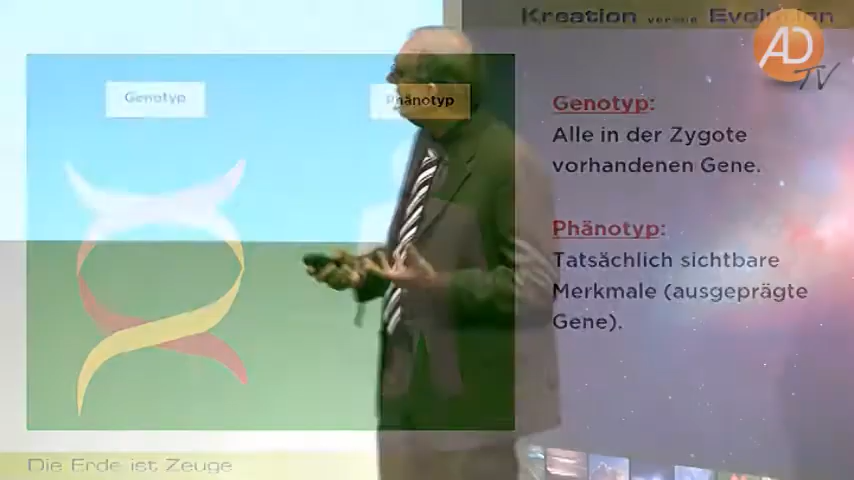 Kreation versus Evolution
AD
TV
Genotyp
Phänotyp
Genotyp:
Alle in der Zygote
vorhandenen Gene.
Phänotyp:
Tatsächlich sichtbare
Merkmale (ausgeprägte
Gene).
Die Erde ist Zeuge